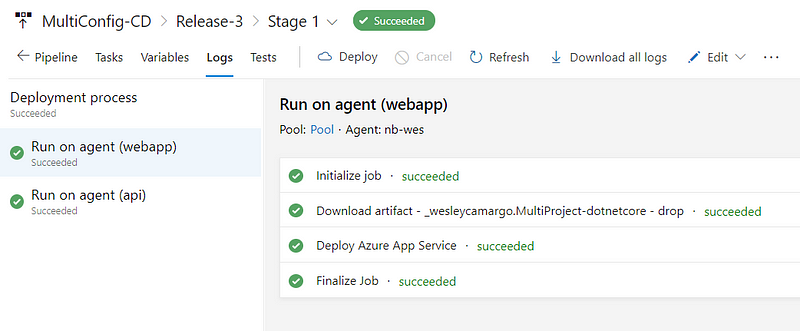 MultiConfig-CD > Release-3 > Stage 1 Succeeded
Pipeline Tasks Variables Logs Tests Deploy Cancel Refresh Download all logs Edit ...
Deployment process
Succeeded
Run on agent (webapp)
Succeeded
Run on agent (api)
Succeeded
Run on agent (webapp)
Pool: Pool · Agent: nb-wes
Initialize job · succeeded
Download artifact - _wesleycamargo.MultiProject-dotnetcore - drop · succeeded
Deploy Azure App Service · succeeded
Finalize Job · succeeded